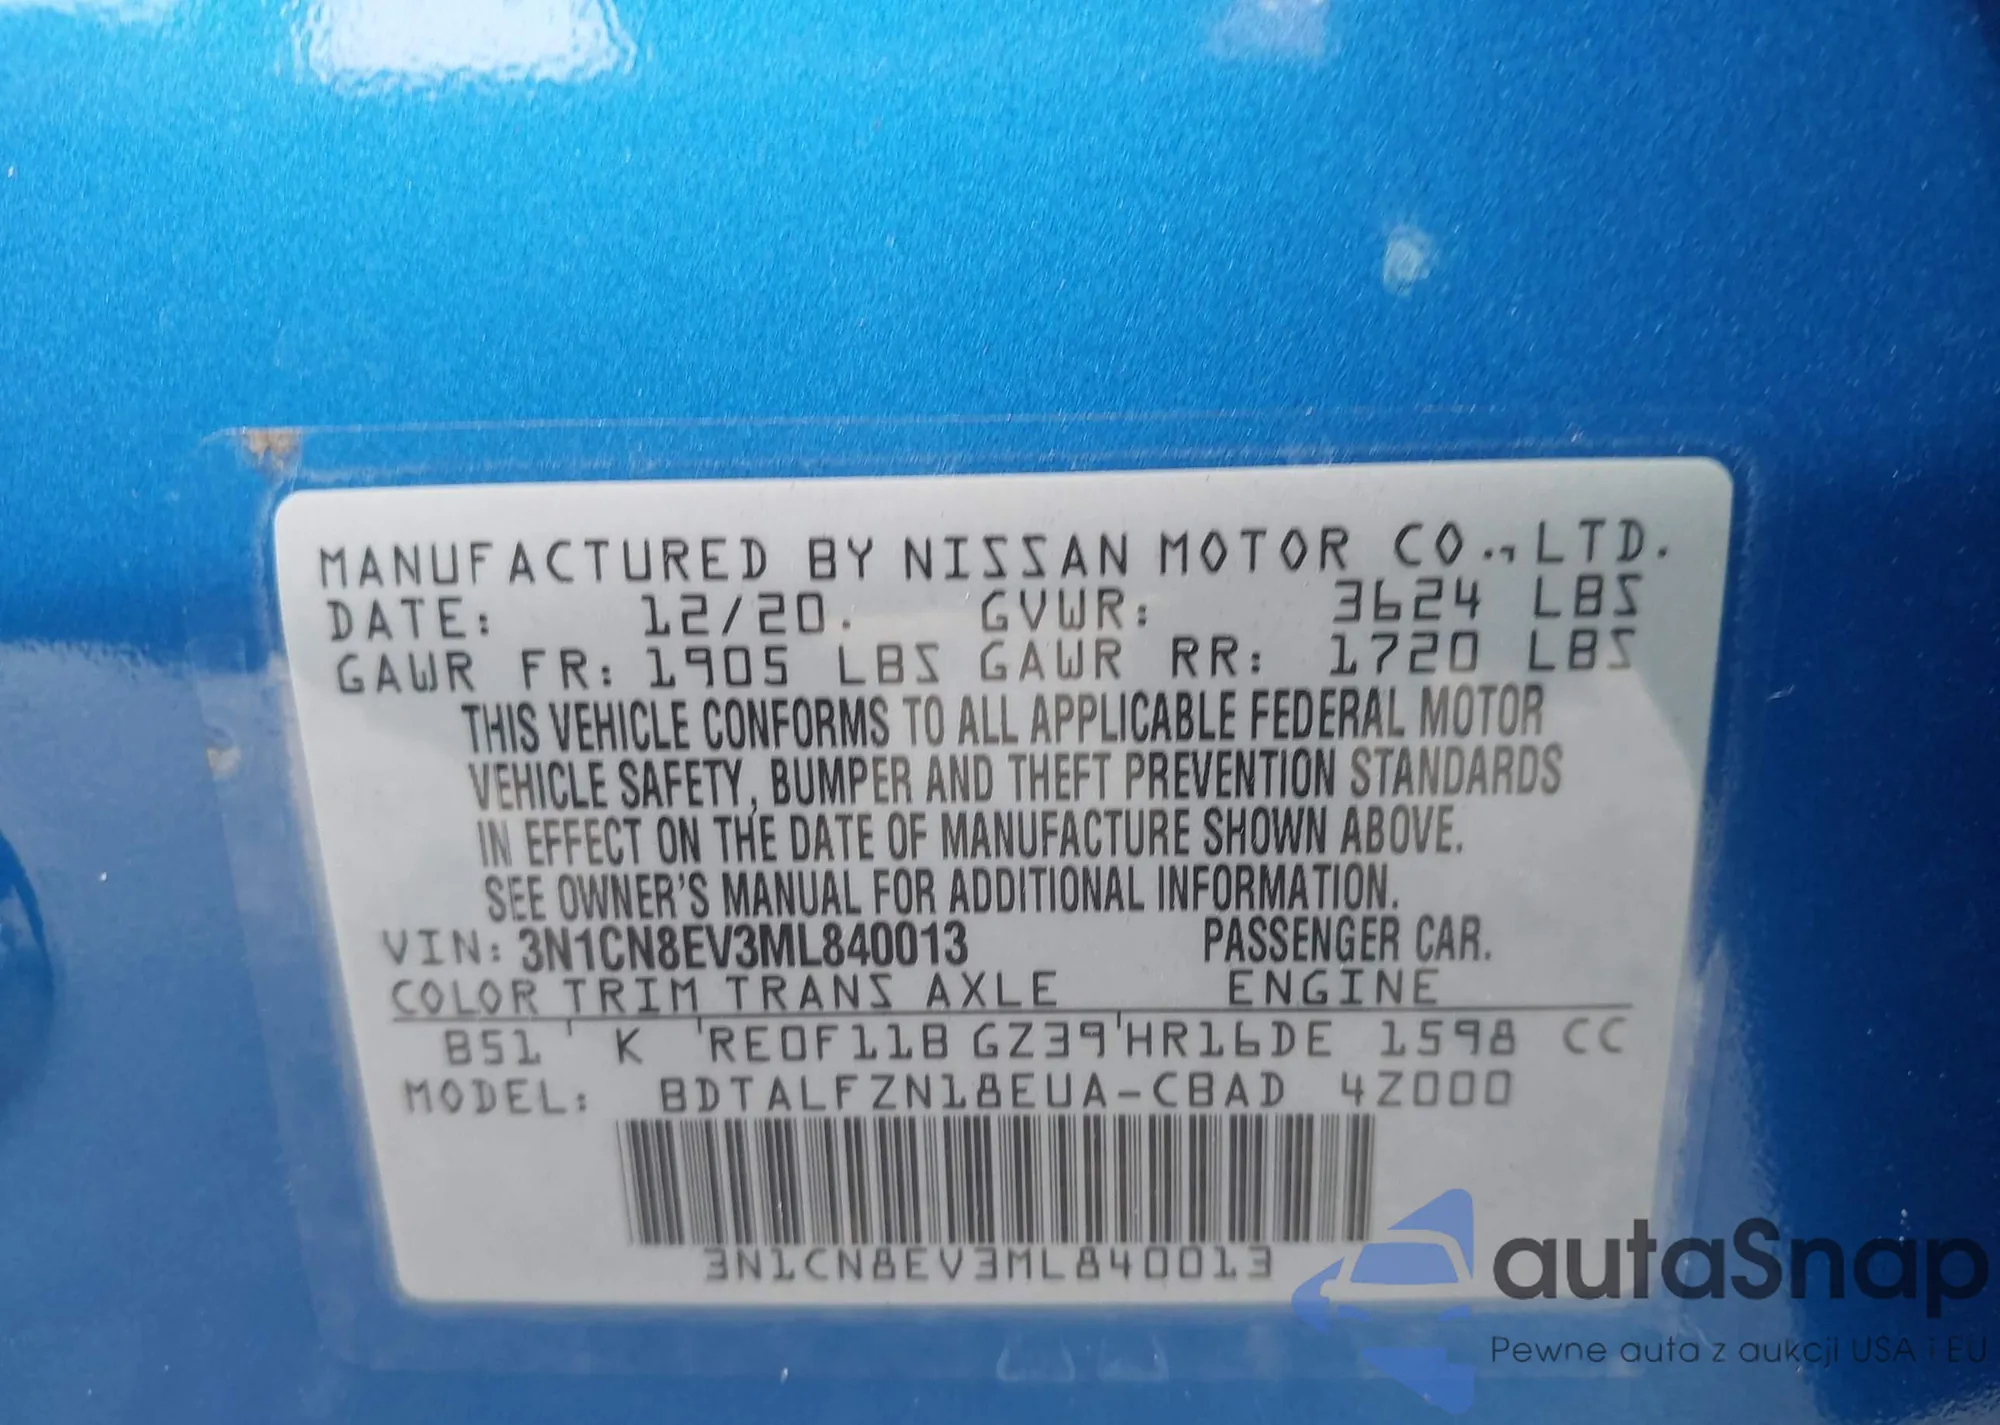 MANUFACTURED BY NISSAN MOTOR CO., LTD.
DATE: 12/20. GVWR: 3624 LBS
GAWR FR: 1905 LBS GAWR RR: 1720 LBS
THIS VEHICLE CONFORMS TO ALL APPLICABLE FEDERAL MOTOR
VEHICLE SAFETY, BUMPER AND THEFT PREVENTION STANDARDS
IN EFFECT ON THE DATE OF MANUFACTURE SHOWN ABOVE.
SEE OWNER'S MANUAL FOR ADDITIONAL INFORMATION.
VIN: 3N1CN8EV3ML840013 PASSENGER CAR.
COLOR TRIM TRANS AXLE ENGINE
B51 ' K 'RE0F11B GZ39'HR16DE 1598 CC
MODEL: BDTALFZN18EUA-CBAD 4Z000
3N1CN8EV3ML840013
autaSnap
Pewne auta z aukcji USA i EU